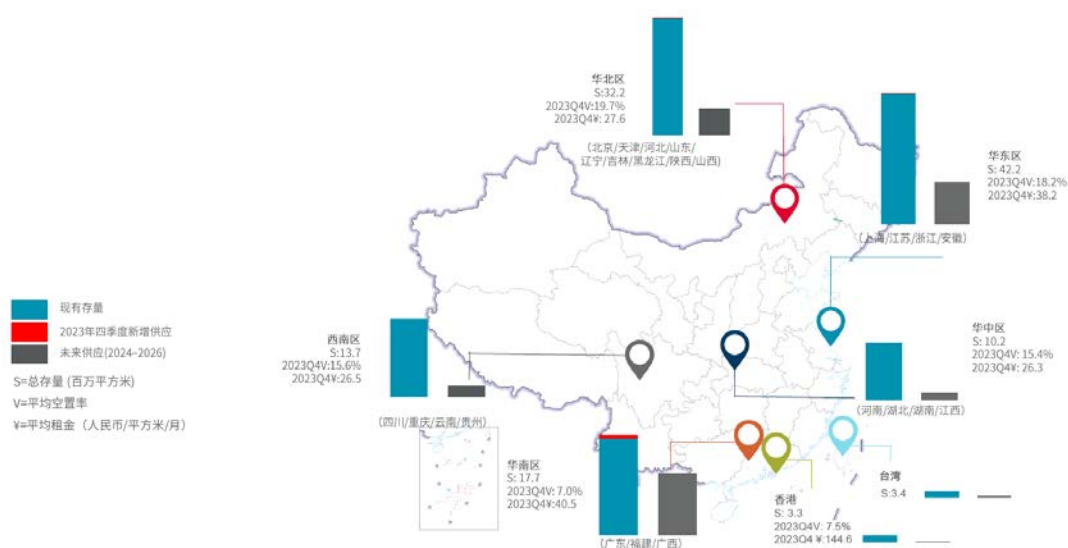 华北区
S:32.2
2023Q4V:19.7%
2023Q4¥: 27.6
(北京/天津/河北/山东/
辽宁/吉林/黑龙江/陕西/山西)
华东区
S: 42.2
2023Q4V:18.2%
2023Q4¥:38.2
(上海/江苏/浙江/安徽)
现有存量
2023年四季度新增供应
未来供应(2024–2026)
S=总存量 (百万平方米)
V=平均空置率
¥=平均租金（人民币/平方米/月）
西南区
S:13.7
2023Q4V:15.6%
2023Q4¥:26.5
(四川/重庆/云南/贵州)
华中区
S: 10.2
2023Q4V: 15.4%
2023Q4¥: 26.3
(河南/湖北/湖南/江西)
华南区
S: 17.7
2023Q4V: 7.0%
2023Q4¥:40.5
(广东/福建/广西)
香港
S: 3.3
2023Q4V: 7.5%
2023Q4 ¥:144.6
台湾
S:3.4